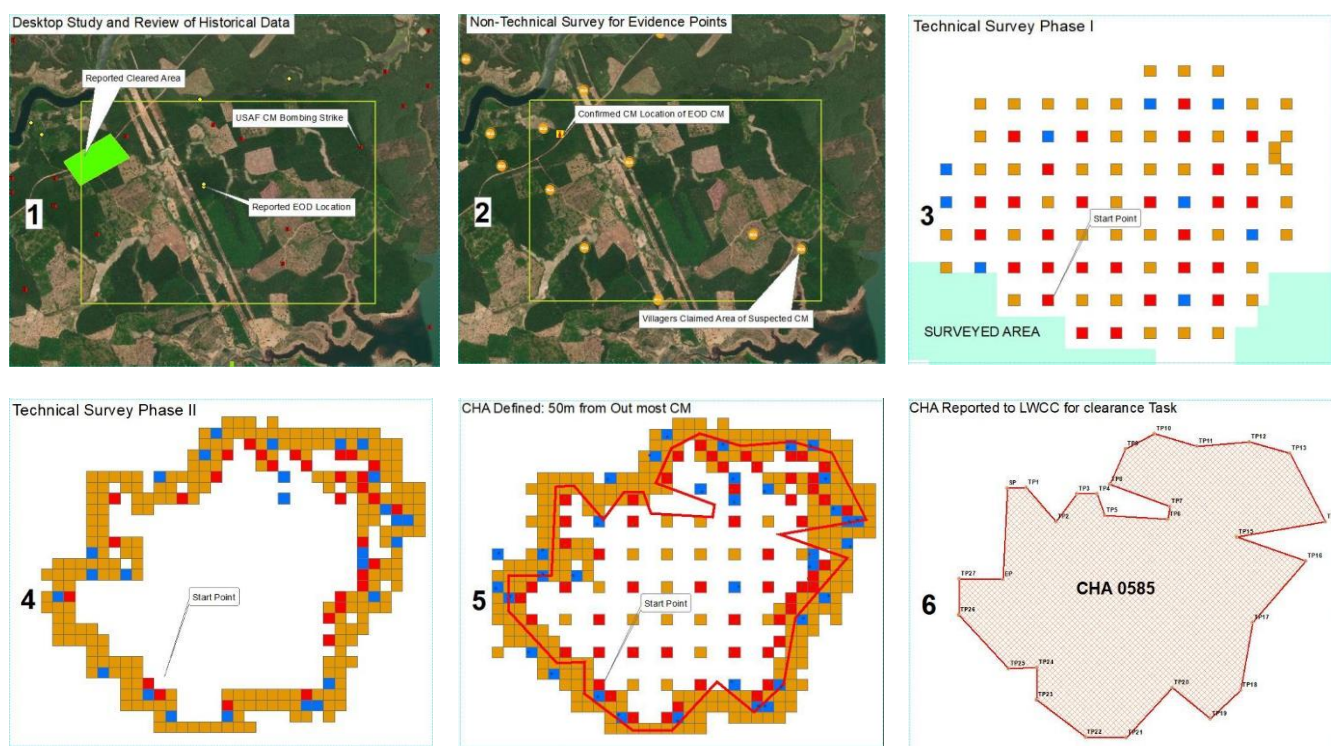 Desktop Study and Review of Historical Data
Reported Cleared Area
USAF CM Bombing Strike
Reported EOD Location
1
Non-Technical Survey for Evidence Points
Confirmed CM Location of EOD CM
2
Villagers Claimed Area of Suspected CM
Technical Survey Phase I
3
Start Point
SURVEYED AREA
Technical Survey Phase II
4
Start Point
CHA Defined: 50m from Out most CM
5
Start Point
CHA Reported to LWCC for clearance Task
TP10
TP9
TP11
TP12
TP13
SP
TP1
TP8
TP3
TP4
TP7
TP2
TP5
TP6
TP15
TP16
TP27
EP
CHA 0585
6
TP26
TP17
TP25
TP24
TP20
TP18
TP23
TP19
TP22
TP21